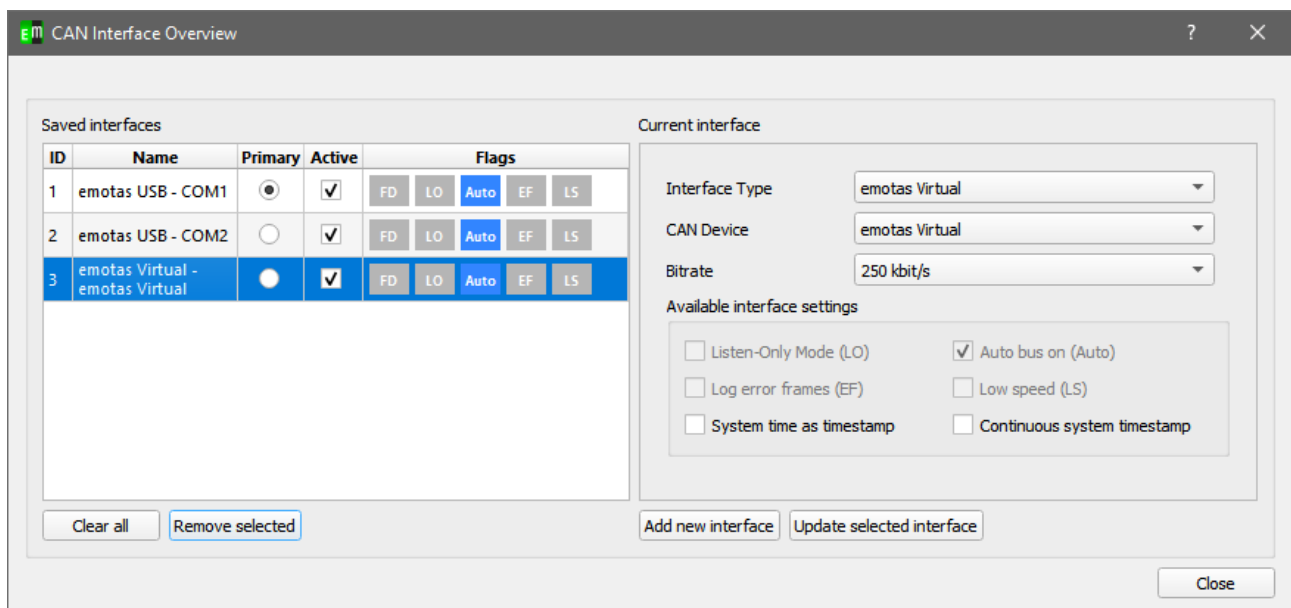 Em CAN Interface Overview ?
Saved interfaces
ID Name Primary Active Flags
1 emotas USB - COM1 FD LO Auto EF LS
2 emotas USB - COM2 FD LO Auto EF LS
3 emotas Virtual -
emotas Virtual FD LO Auto EF LS
Clear all Remove selected
Current interface
Interface Type emotas Virtual
CAN Device emotas Virtual
Bitrate 250 kbit/s
Available interface settings
Listen-Only Mode (LO) Auto bus on (Auto)
Log error frames (EF) Low speed (LS)
System time as timestamp Continuous system timestamp
Add new interface Update selected interface
Close